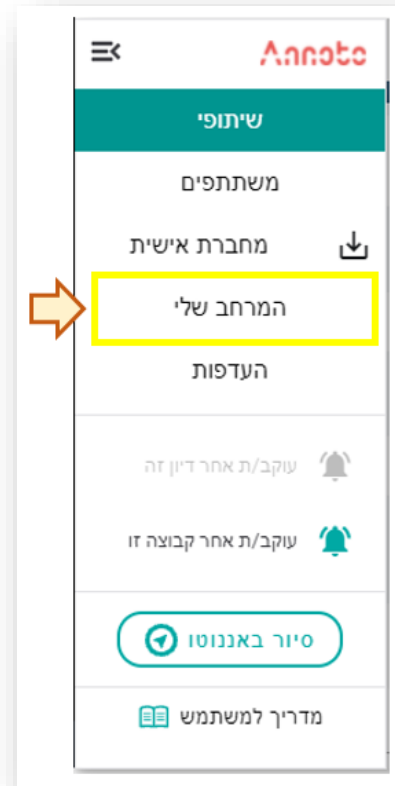 Annoto
שיתופי
משתתפים
מחברת אישית
המרחב שלי
העדפות
עוקב/ת אחר דיון זה
עוקב/ת אחר קבוצה זו
סיור באננוטו
מדריך למשתמש